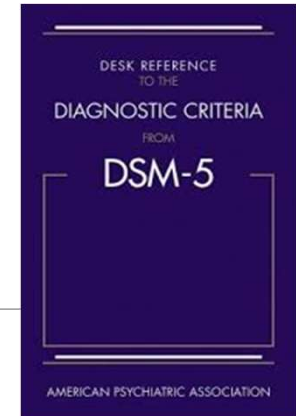 DESK REFERENCE
TO THE
DIAGNOSTIC CRITERIA
FROM
DSM-5
AMERICAN PSYCHIATRIC ASSOCIATION